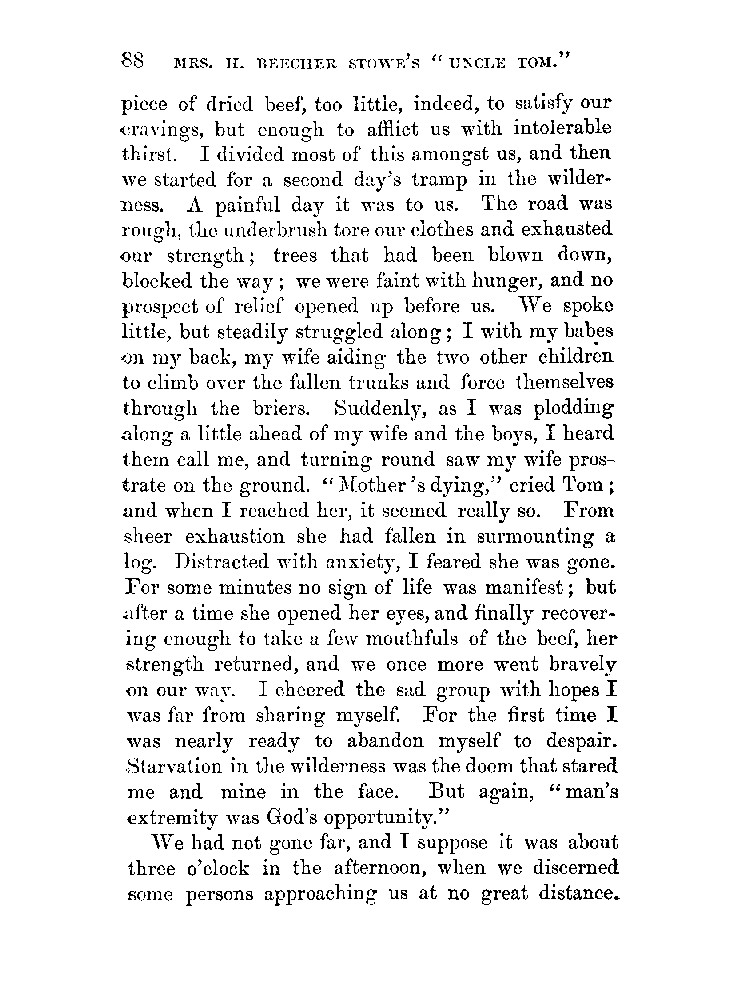 88 MRS. H. BEECHER STOWE'S "UNCLE TOM."
piece of dried beef, too little, indeed, to satisfy our
cravings, but enough to afflict us with intolerable
thirst. I divided most of this amongst us, and then
we started for a second day's tramp in the wilder-
ness. A painful day it was to us. The road was
rough, the underbrush tore our clothes and exhausted
our strength; trees that had been blown down,
blocked the way; we were faint with hunger, and no
prospect of relief opened up before us. We spoke
little, but steadily struggled along; I with my babes
on my back, my wife aiding the two other children
to climb over the fallen trunks and force themselves
through the briers. Suddenly, as I was plodding
along a little ahead of my wife and the boys, I heard
them call me, and turning round saw my wife pros-
trate on the ground. "Mother's dying," cried Tom;
and when I reached her, it seemed really so. From
sheer exhaustion she had fallen in surmounting a
log. Distracted with anxiety, I feared she was gone.
For some minutes no sign of life was manifest; but
after a time she opened her eyes, and finally recover-
ing enough to take a few mouthfuls of the beef, her
strength returned, and we once more went bravely
on our way. I cheered the sad group with hopes I
was far from sharing myself. For the first time I
was nearly ready to abandon myself to despair.
Starvation in the wilderness was the doom that stared
me and mine in the face. But again, "man's
extremity was God's opportunity."
We had not gone far, and I suppose it was about
three o'clock in the afternoon, when we discerned
some persons approaching us at no great distance.